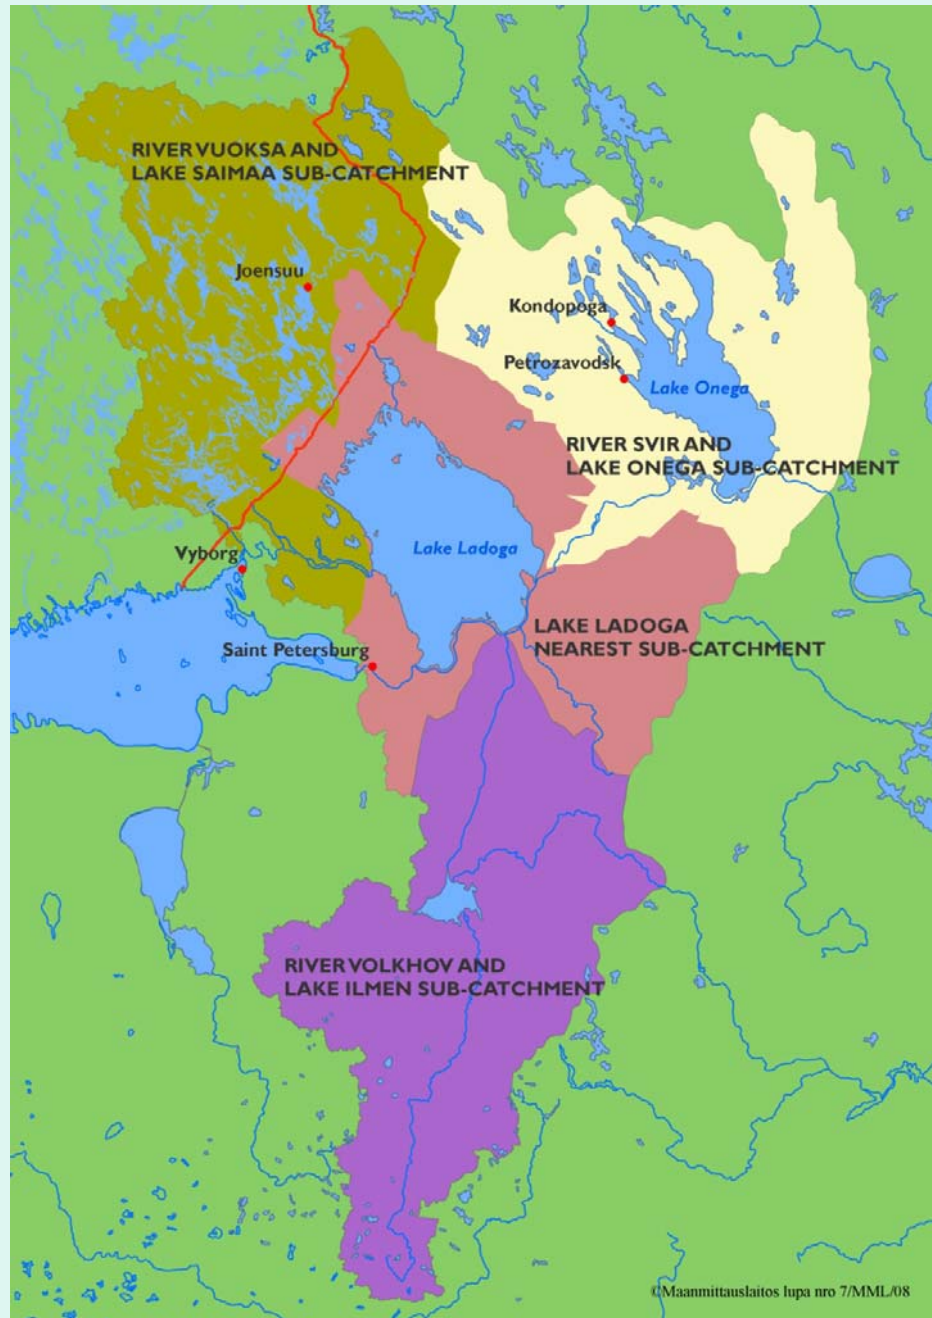 RIVER VUOKSA AND
LAKE SAIMAA SUB-CATCHMENT
Joensuu
Kondopoga
Petrozavodsk
Lake Onega
RIVER SVIR AND
LAKE ONEGA SUB-CATCHMENT
Vyborg
Lake Ladoga
LAKE LADOGA
NEAREST SUB-CATCHMENT
Saint Petersburg
RIVER VOLKHOV AND
LAKE ILMEN SUB-CATCHMENT
©Maanmittauslaitos lupa nro 7/MML/08